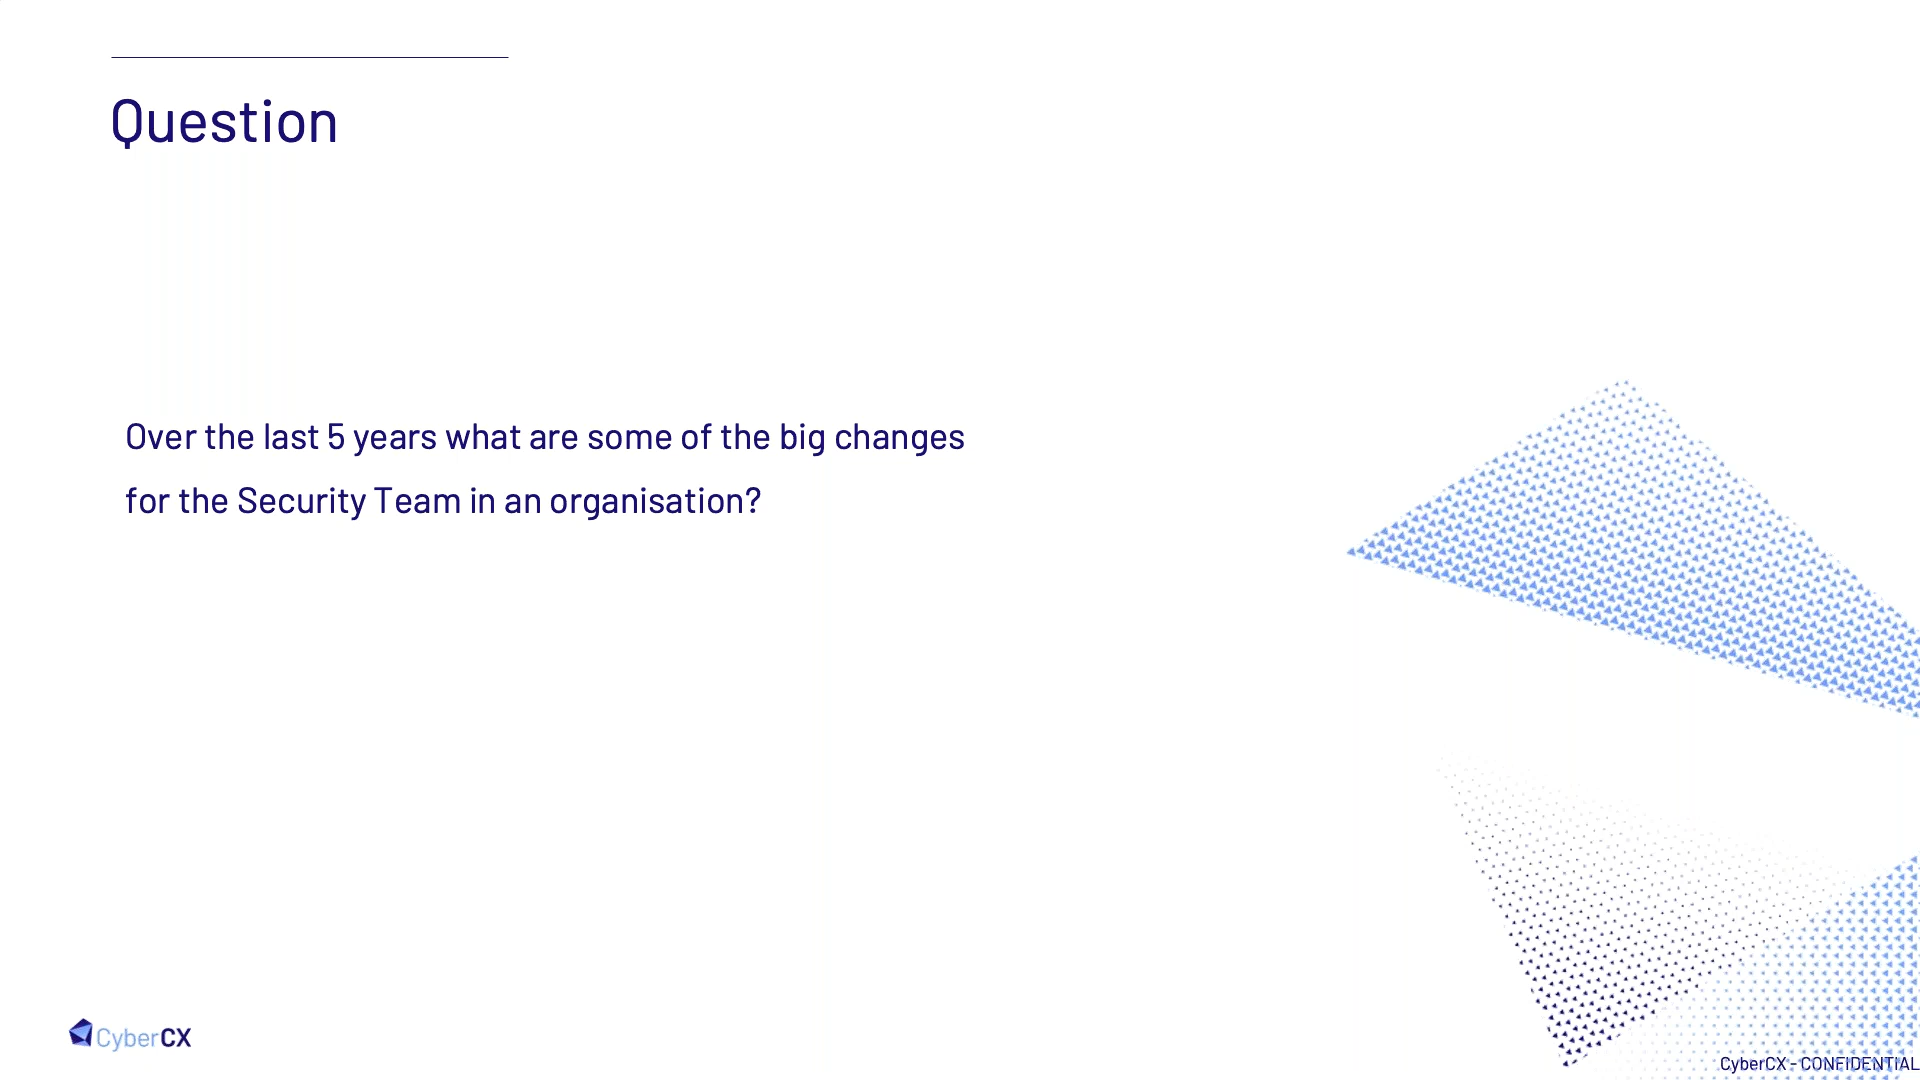 Question
Over the last 5 years what are some of the big changes
for the Security Team in an organisation?
CyberCX
CyberCX - CONFIDENTIAL